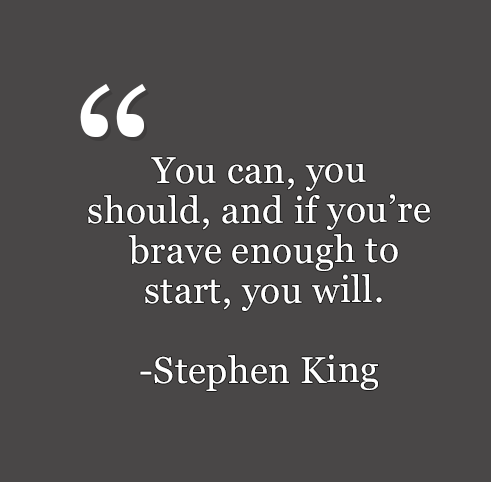 “
You can, you
should, and if you’re
brave enough to
start, you will.
-Stephen King